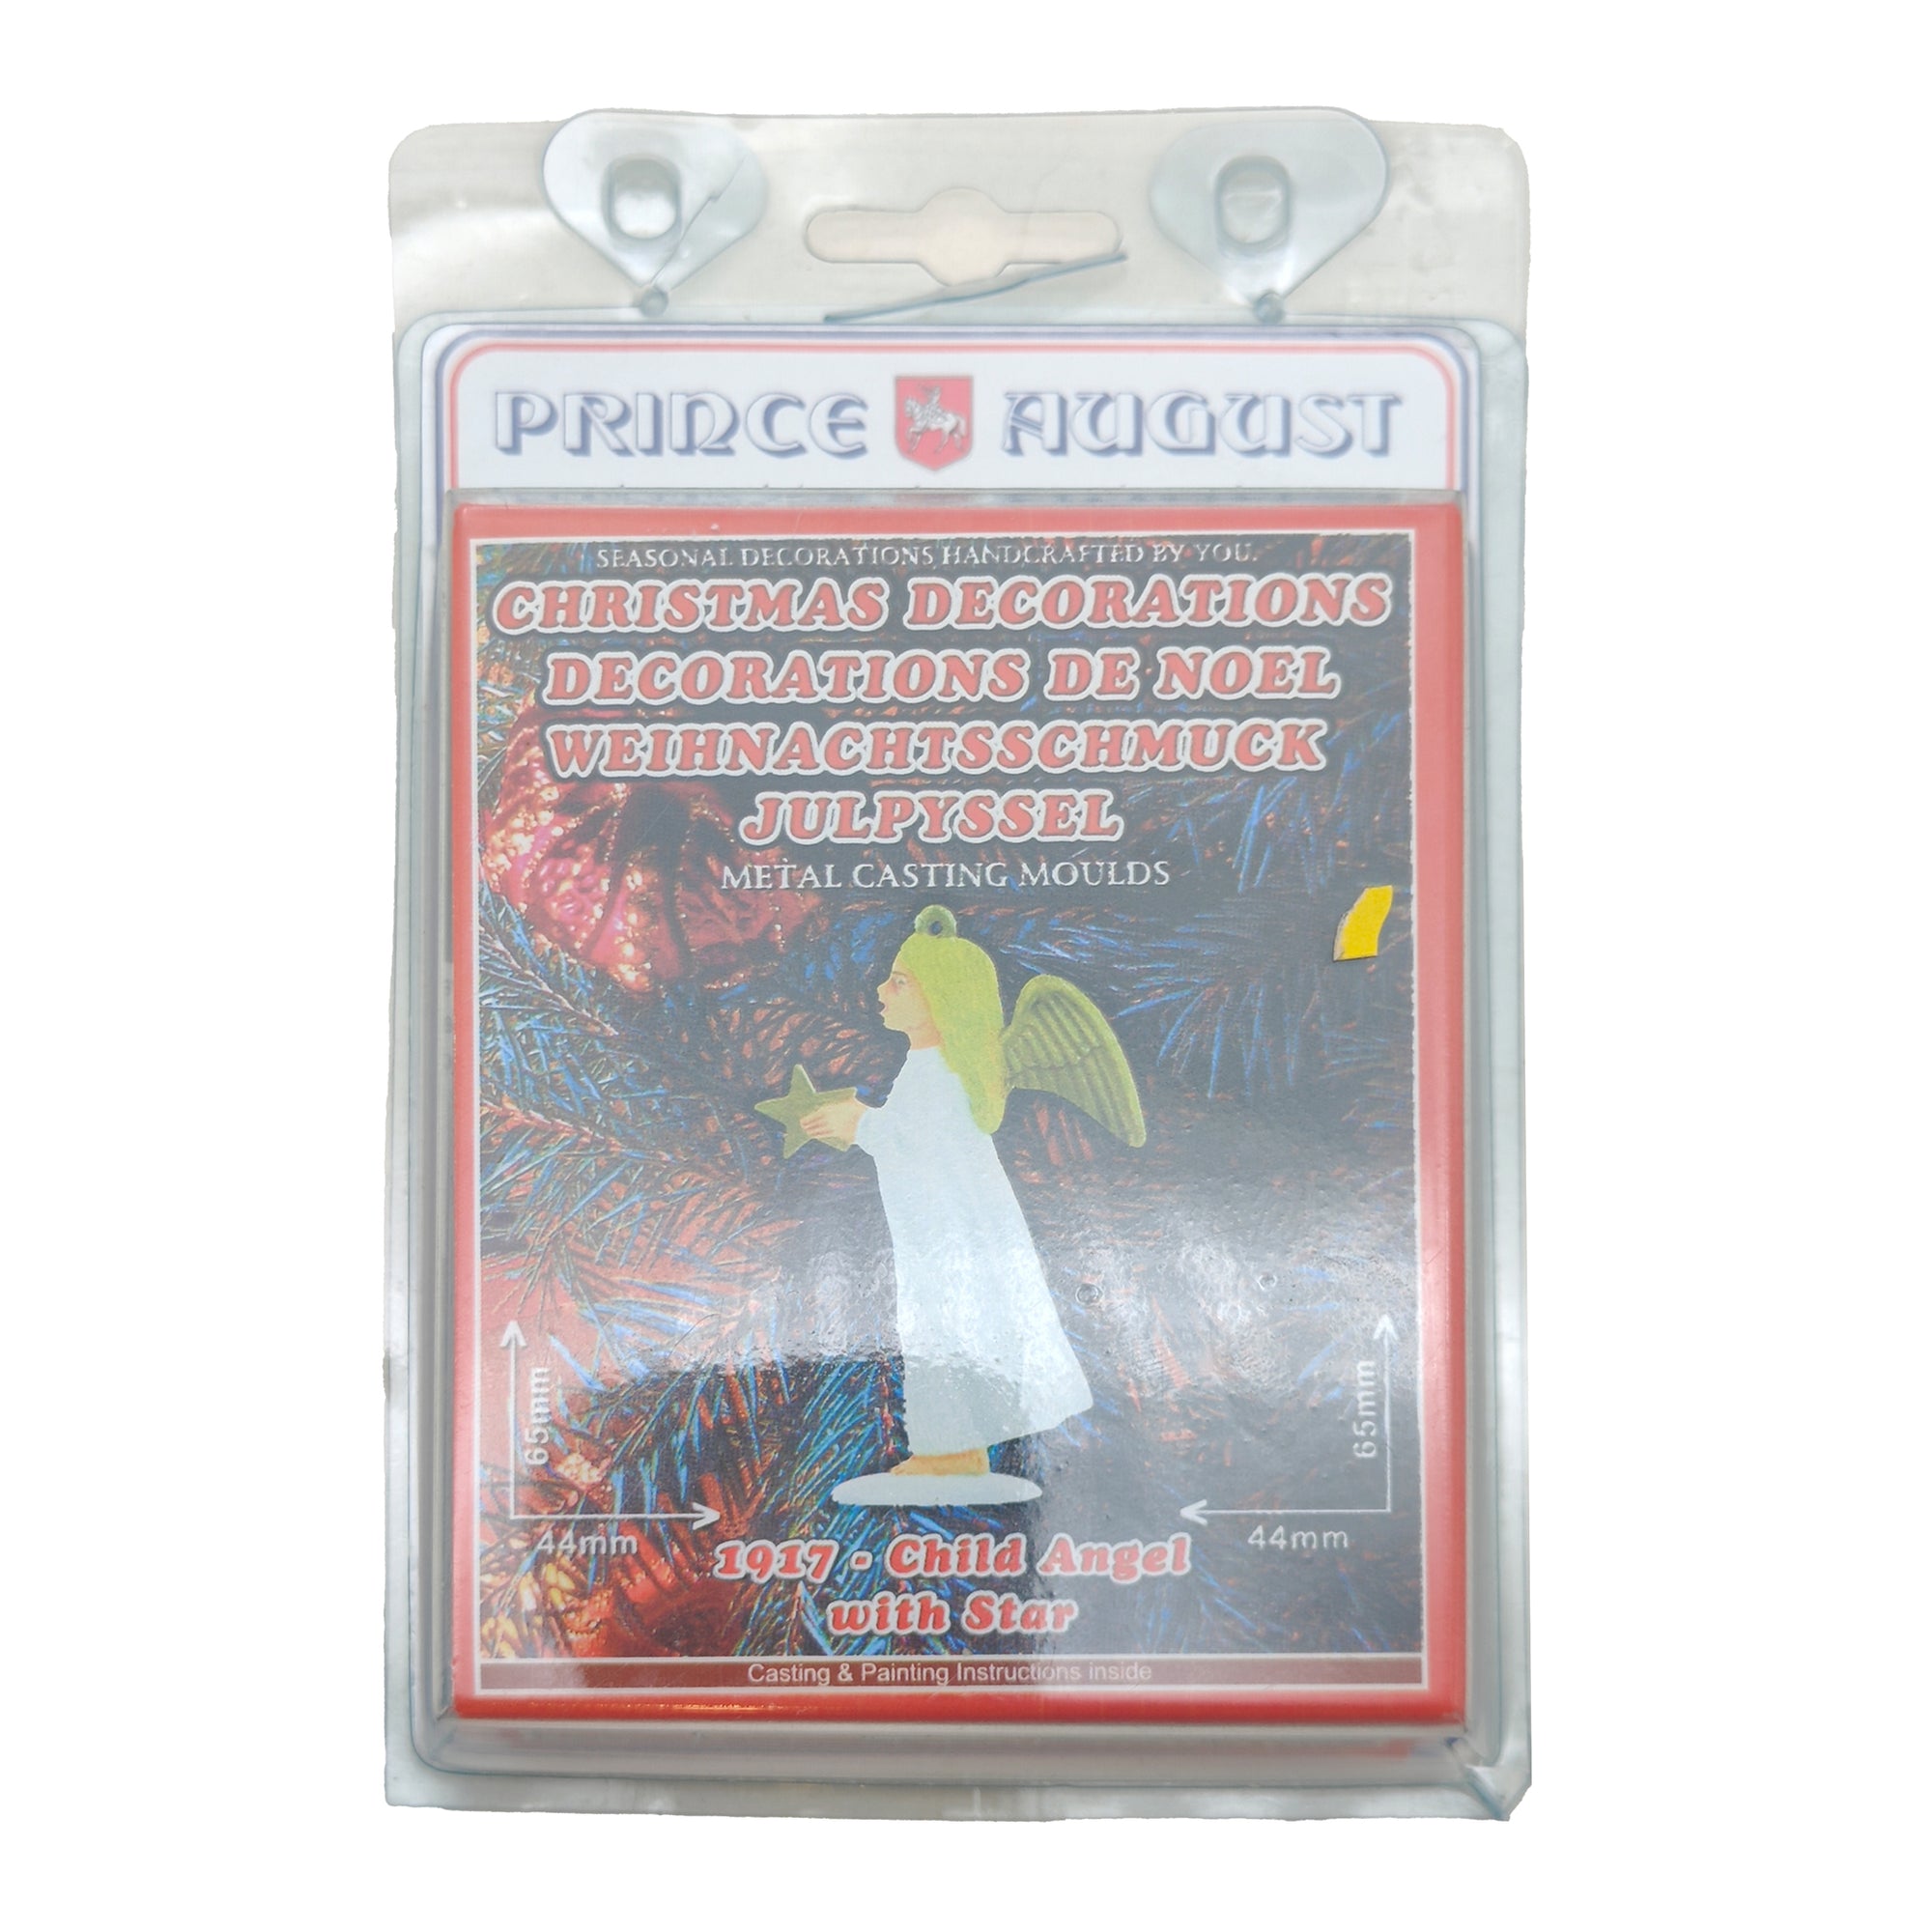 PRINCE AUGUST
SEASONAL DECORATIONS HANDCRAFTED BY YOU.
CHRISTMAS DECORATIONS
DECORATIONS DE NOEL
WEIHNACHTSSCHMUCK
JULPYSSEL
METAL CASTING MOULDS
65mm
65mm
44mm
44mm
1917 - Child Angel
with Star
Casting & Painting Instructions inside